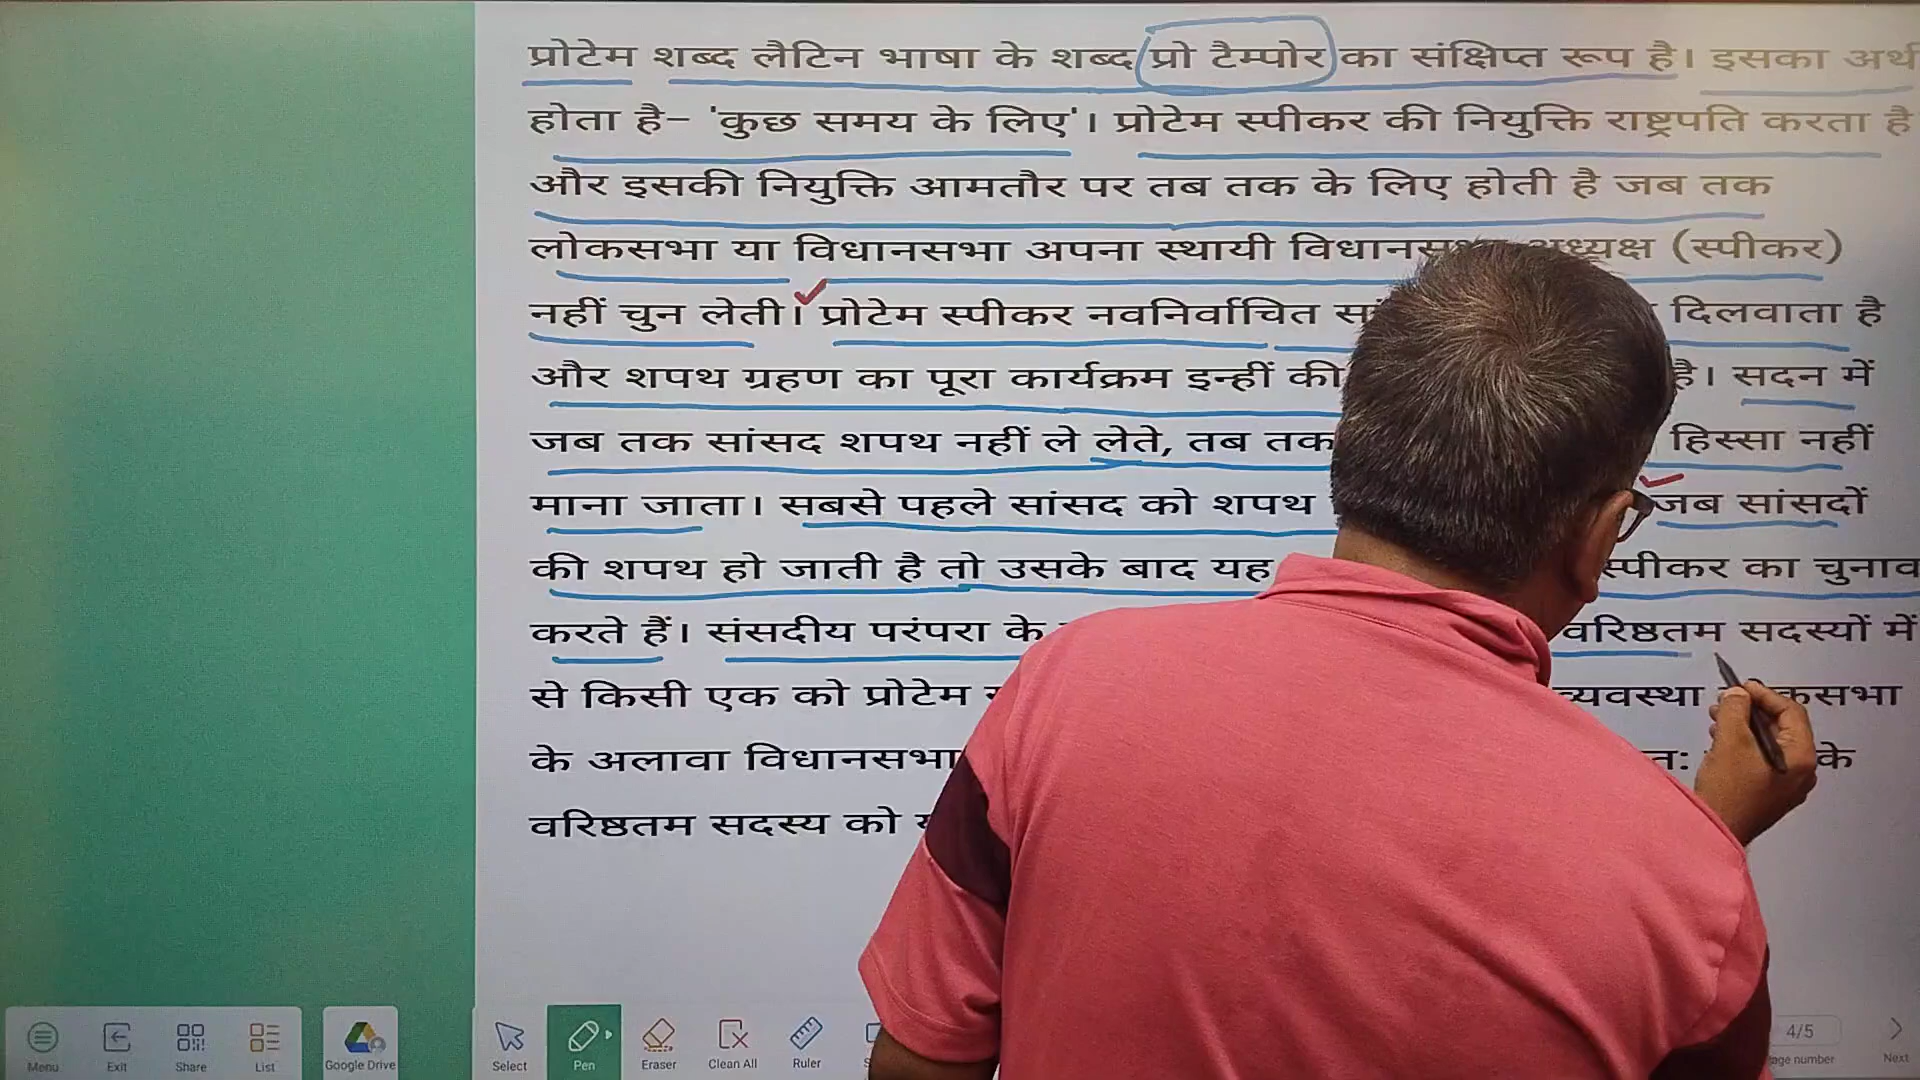 प्रोटेम शब्द लैटिन भाषा के शब्द प्रो टैम्पोर का संक्षिप्त रूप है। इसका अर्थ
होता है– 'कुछ समय के लिए'। प्रोटेम स्पीकर की नियुक्ति राष्ट्रपति करता है
और इसकी नियुक्ति आमतौर पर तब तक के लिए होती है जब तक
लोकसभा या विधानसभा अपना स्थायी अध्यक्ष (स्पीकर)
नहीं चुन लेती। प्रोटेम स्पीकर नवनिर्वाचित दिलवाता है
और शपथ ग्रहण का पूरा कार्यक्रम इन्हीं की है। सदन में
जब तक सांसद शपथ नहीं ले लेते, तब तक हिस्सा नहीं
माना जाता। सबसे पहले सांसद को शपथ जब सांसदों
की शपथ हो जाती है तो उसके बाद यह स्पीकर का चुनाव
करते हैं। संसदीय परंपरा के वरिष्ठतम सदस्यों में
से किसी एक को प्रोटेम व्यवस्था
के अलावा विधानसभा के
वरिष्ठतम सदस्य को
Menu Exit Share List Google Drive Select Pen Eraser Clean All Ruler 4/5 number Next